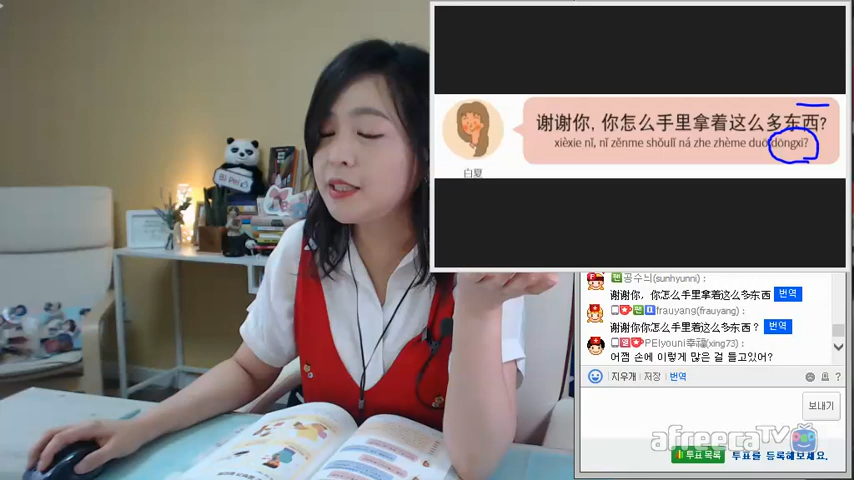 谢谢你, 你怎么手里拿着这么多东西?
xièxie nǐ, nǐ zěnme shǒulǐ ná zhe zhème duō dōngxi?
白夏
공수늬(sunhyunni) :
谢谢你，你怎么手里拿着这么多东西 번역
frauyang(frauyang) :
谢谢你你怎么手里拿着这么多东西？ 번역
PEIyouni幸福(xing73) :
어쩜 손에 이렇게 많은 걸 들고있어?
지우개 저장 번역
보내기
afreecaTV
투표 목록 투표를 등록해보세요.